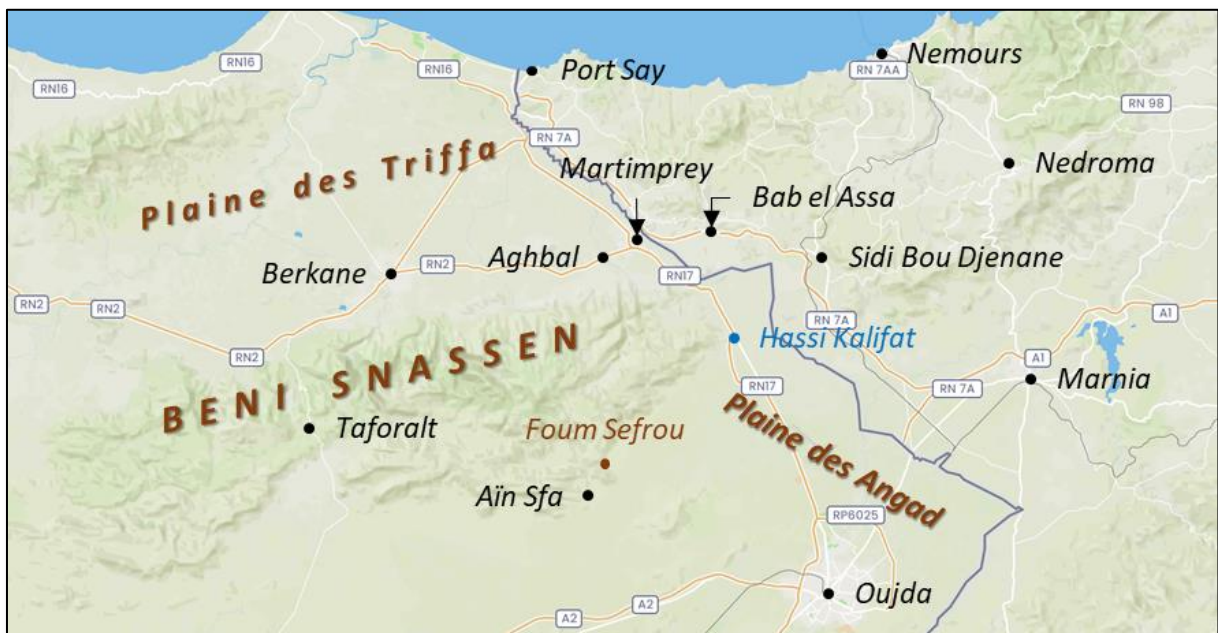 Nemours
RN16
RN16
RN16
Port Say
RN 7AA
RN 98
RN 7A
Plaine des Triffa
Martimprey
Nedroma
Bab el Assa
Berkane
RN2
Aghbal
Sidi Bou Djenane
RN17
RN2
RN 7A
A1
Hassi Kalifat
RN2
BENI SNASSEN
A1
RN17
RN 7A
Marnia
Taforalt
Foum Sefrou
Plaine des Angad
Aïn Sfa
RP6025
Oujda
A2
A2